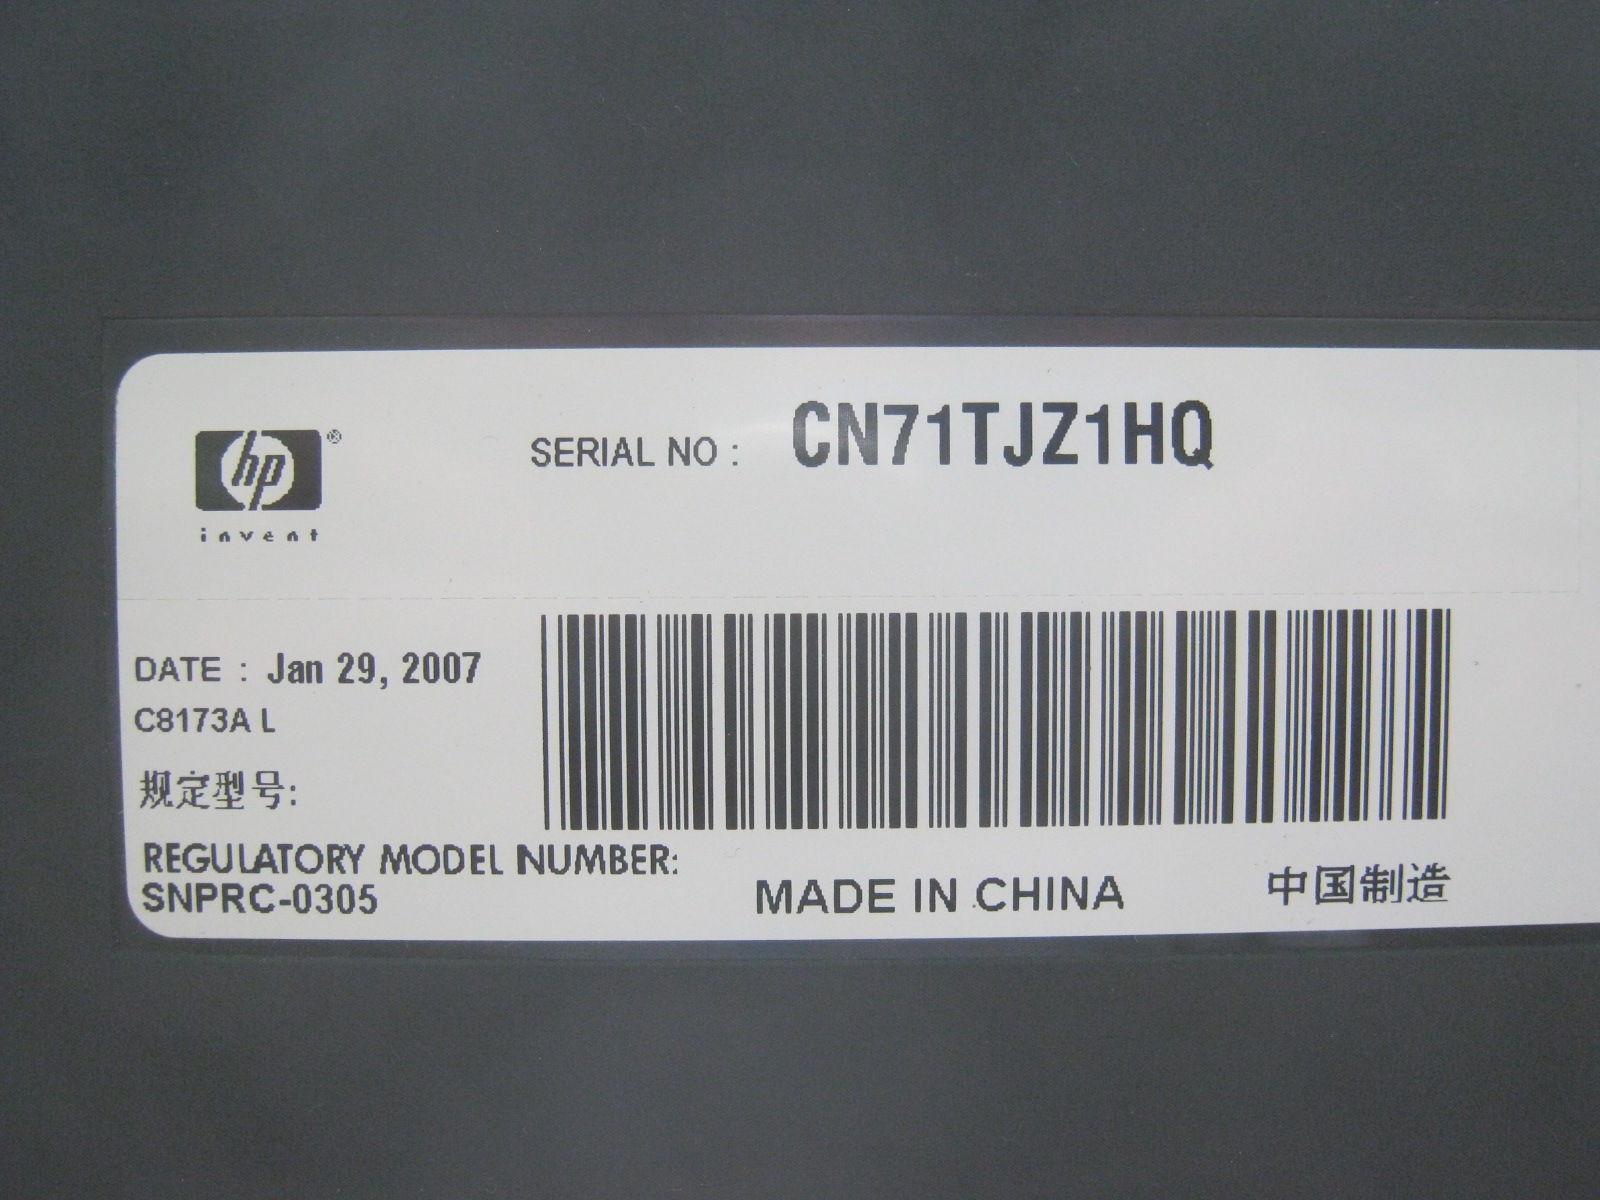 hp®
invent
SERIAL NO : CN71TJZ1HQ
DATE : Jan 29, 2007
C8173A L
规定型号:
REGULATORY MODEL NUMBER:
SNPRC-0305
MADE IN CHINA 中国制造